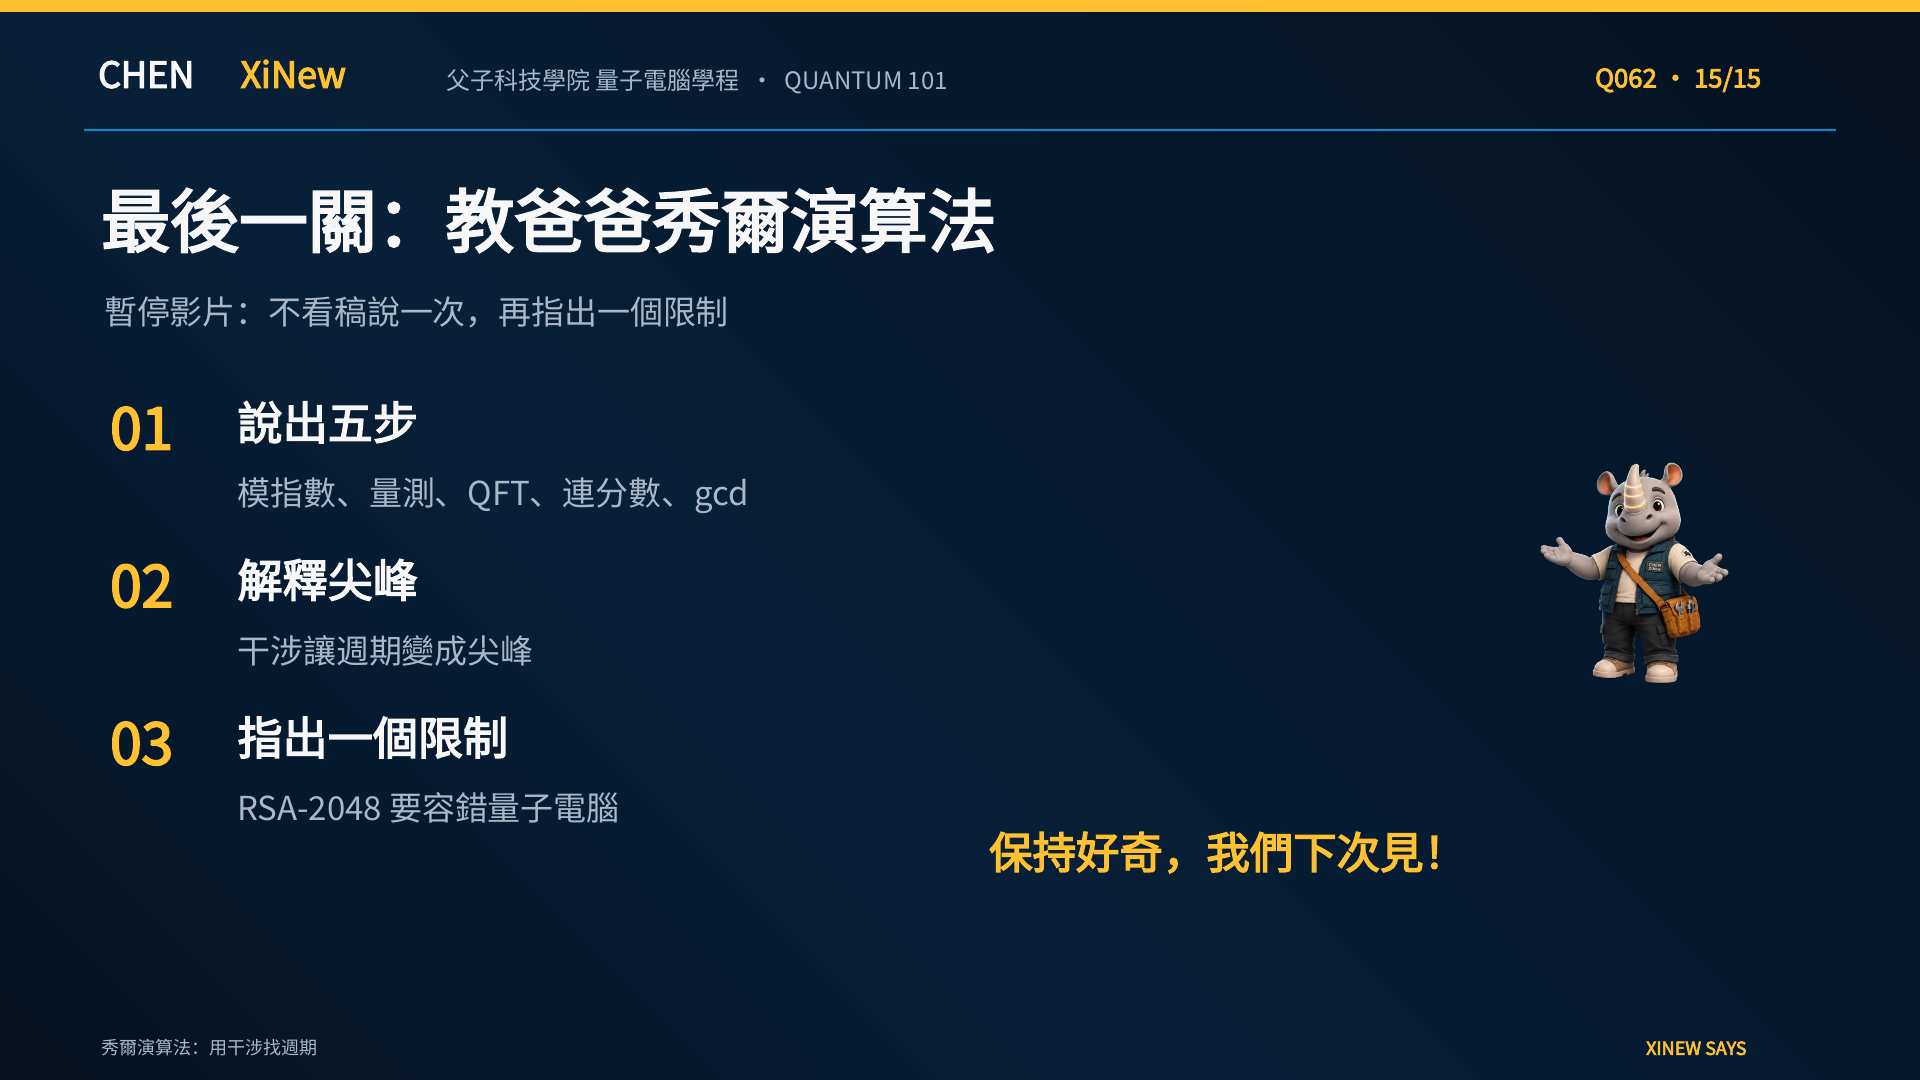 CHEN XiNew 父子科技學院 量子電腦學程 · QUANTUM 101 Q062 · 15/15
最後一關：教爸爸秀爾演算法
暫停影片：不看稿說一次，再指出一個限制
01 說出五步
模指數、量測、QFT、連分數、gcd
02 解釋尖峰
干涉讓週期變成尖峰
03 指出一個限制
RSA-2048 要容錯量子電腦
保持好奇，我們下次見！
秀爾演算法：用干涉找週期 XINEW SAYS